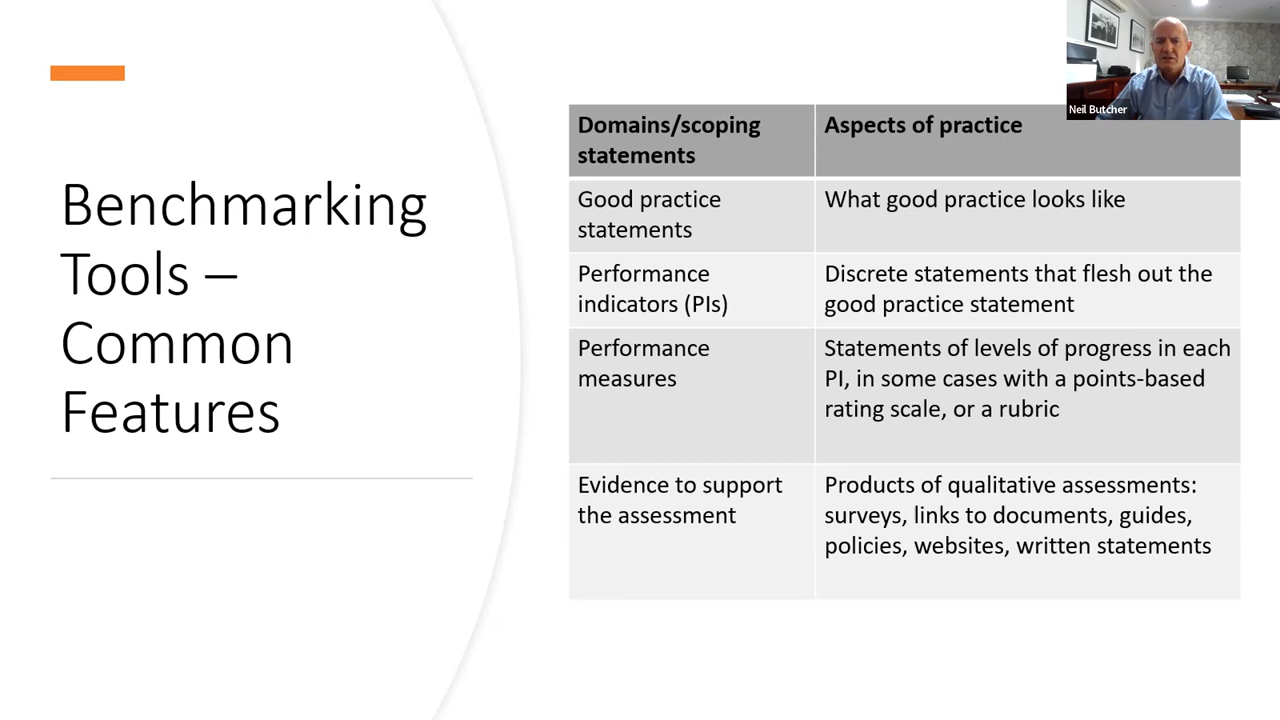 Benchmarking
Tools –
Common
Features
Neil Butcher
Domains/scoping
statements
Aspects of practice
Good practice
statements
What good practice looks like
Performance
indicators (PIs)
Discrete statements that flesh out the
good practice statement
Performance
measures
Statements of levels of progress in each
PI, in some cases with a points-based
rating scale, or a rubric
Evidence to support
the assessment
Products of qualitative assessments:
surveys, links to documents, guides,
policies, websites, written statements